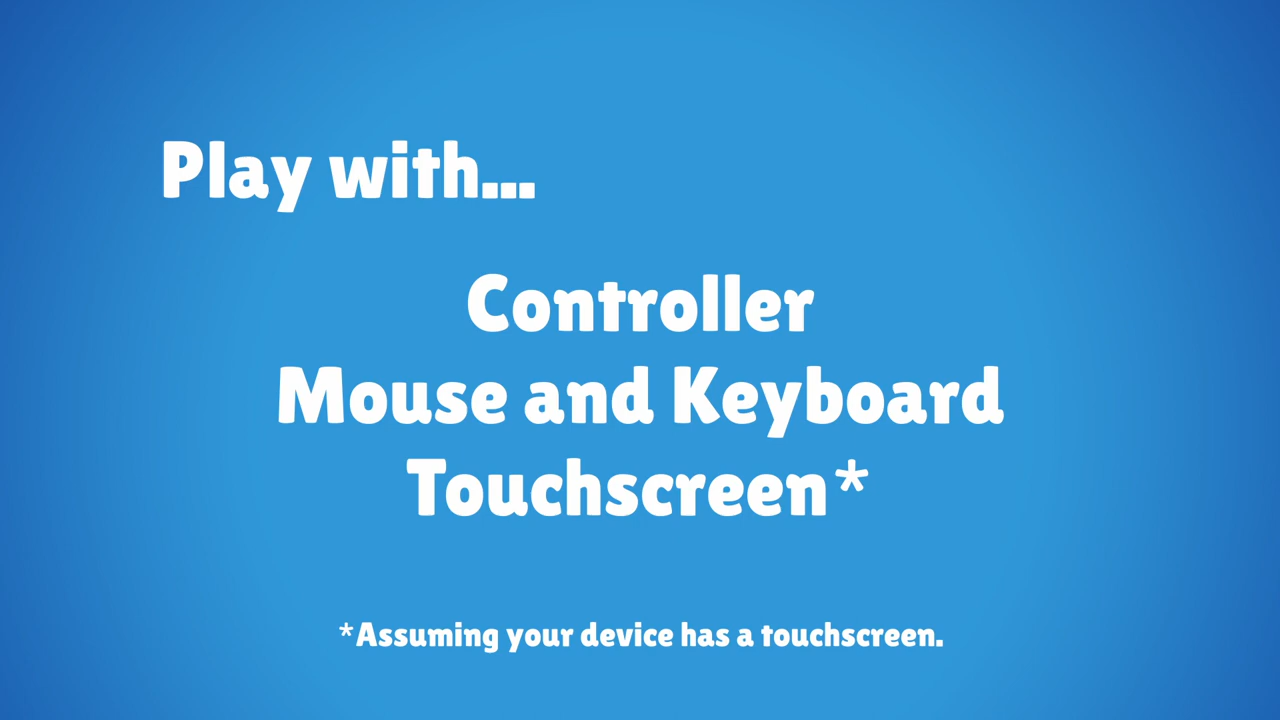 Play with...
Controller
Mouse and Keyboard
Touchscreen*
*Assuming your device has a touchscreen.